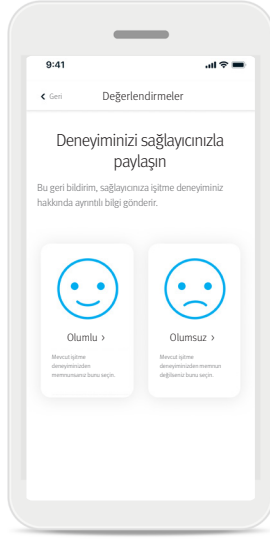 9:41
Geri Değerlendirmeler
Deneyiminizi sağlayıcınızla
paylaşın
Bu geri bildirim, sağlayıcınıza işitme deneyiminiz
hakkında ayrıntılı bilgi gönderir.
Olumlu >
Mevcut işitme
deneyiminizden
memnunsanız bunu seçin.
Olumsuz >
Mevcut işitme
deneyiminizden memnun
değilseniz bunu seçin.